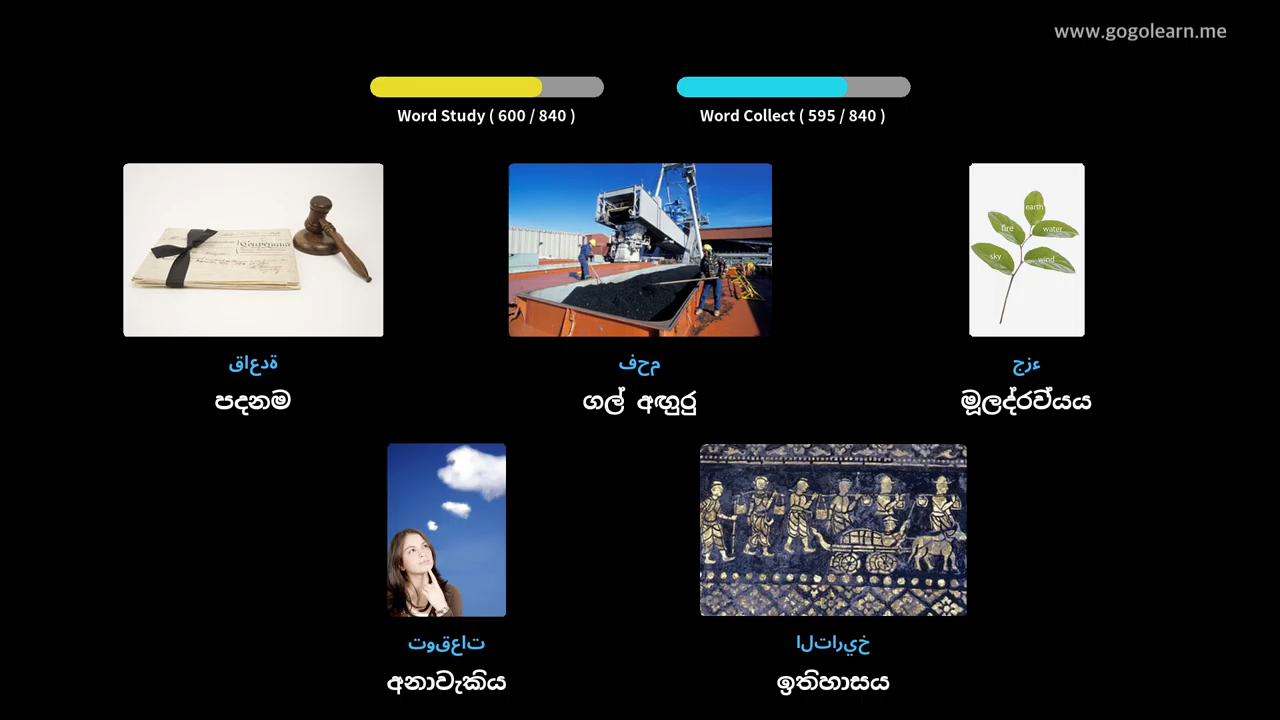 www.gogolearn.me
Word Study ( 600 / 840 )
Word Collect ( 595 / 840 )
earth
fire
water
sky
wind
قاعدة
පදනම
فحم
ගල් අඟුරු
جزء
මූලද්රව්යය
توقعات
අනාවැකිය
التاريخ
ඉතිහාසය